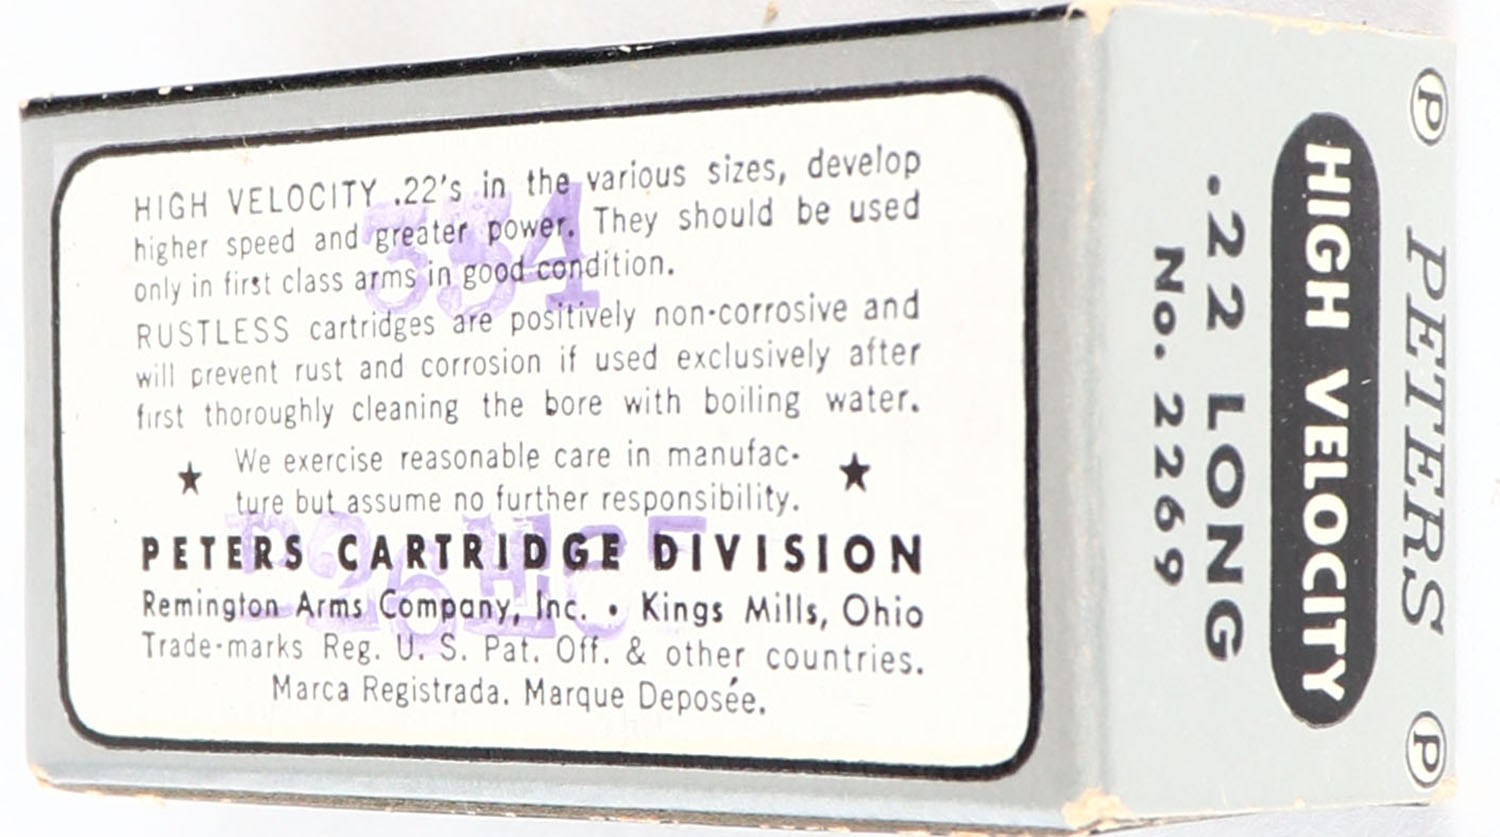 HIGH VELOCITY .22's in the various sizes, develop
higher speed and greater power. They should be used
only in first class arms in good condition.
RUSTLESS cartridges are positively non-corrosive and
will prevent rust and corrosion if used exclusively after
first thoroughly cleaning the bore with boiling water.
★ We exercise reasonable care in manufac- ★
ture but assume no further responsibility.
PETERS CARTRIDGE DIVISION
Remington Arms Company, Inc. • Kings Mills, Ohio
Trade-marks Reg. U. S. Pat. Off. & other countries.
Marca Registrada. Marque Deposée.
334
P PETERS P
HIGH VELOCITY
.22 LONG
No. 2269